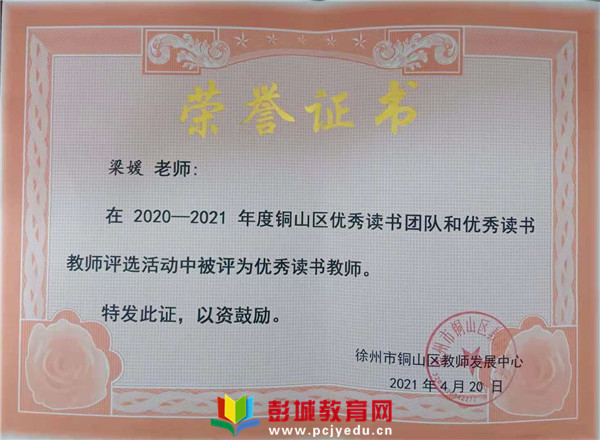 荣誉证书
梁媛 老师:
在 2020—2021 年度铜山区优秀读书团队和优秀读书
教师评选活动中被评为优秀读书教师。
特发此证，以资鼓励。
徐州市铜山区教师发展中心
2021 年 4 月 20 日
彭城教育网
www.pcjyedu.cn